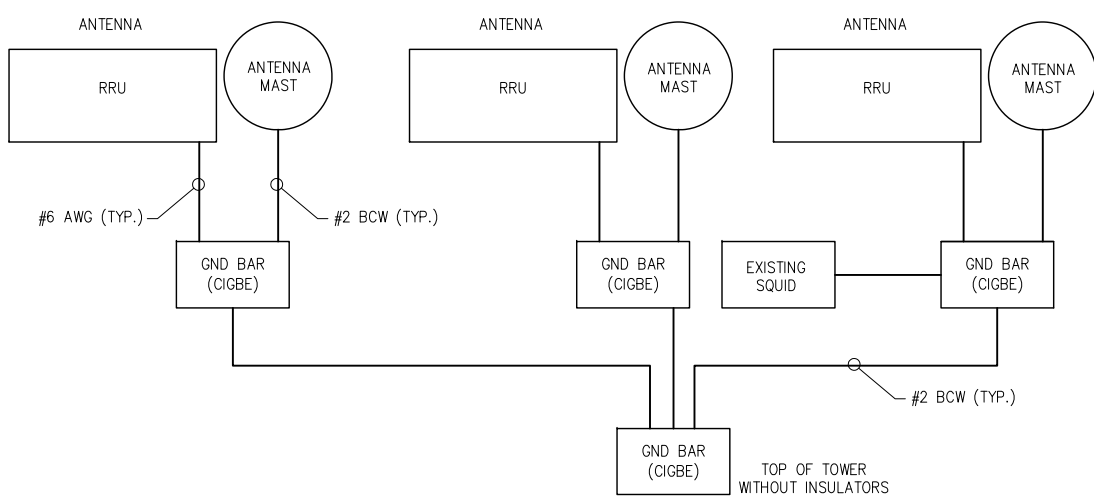 ANTENNA
ANTENNA
ANTENNA
RRU
ANTENNA
MAST
RRU
ANTENNA
MAST
RRU
ANTENNA
MAST
#6 AWG (TYP.)
#2 BCW (TYP.)
GND BAR
(CIGBE)
GND BAR
(CIGBE)
EXISTING
SQUID
GND BAR
(CIGBE)
#2 BCW (TYP.)
GND BAR
(CIGBE)
TOP OF TOWER
WITHOUT INSULATORS